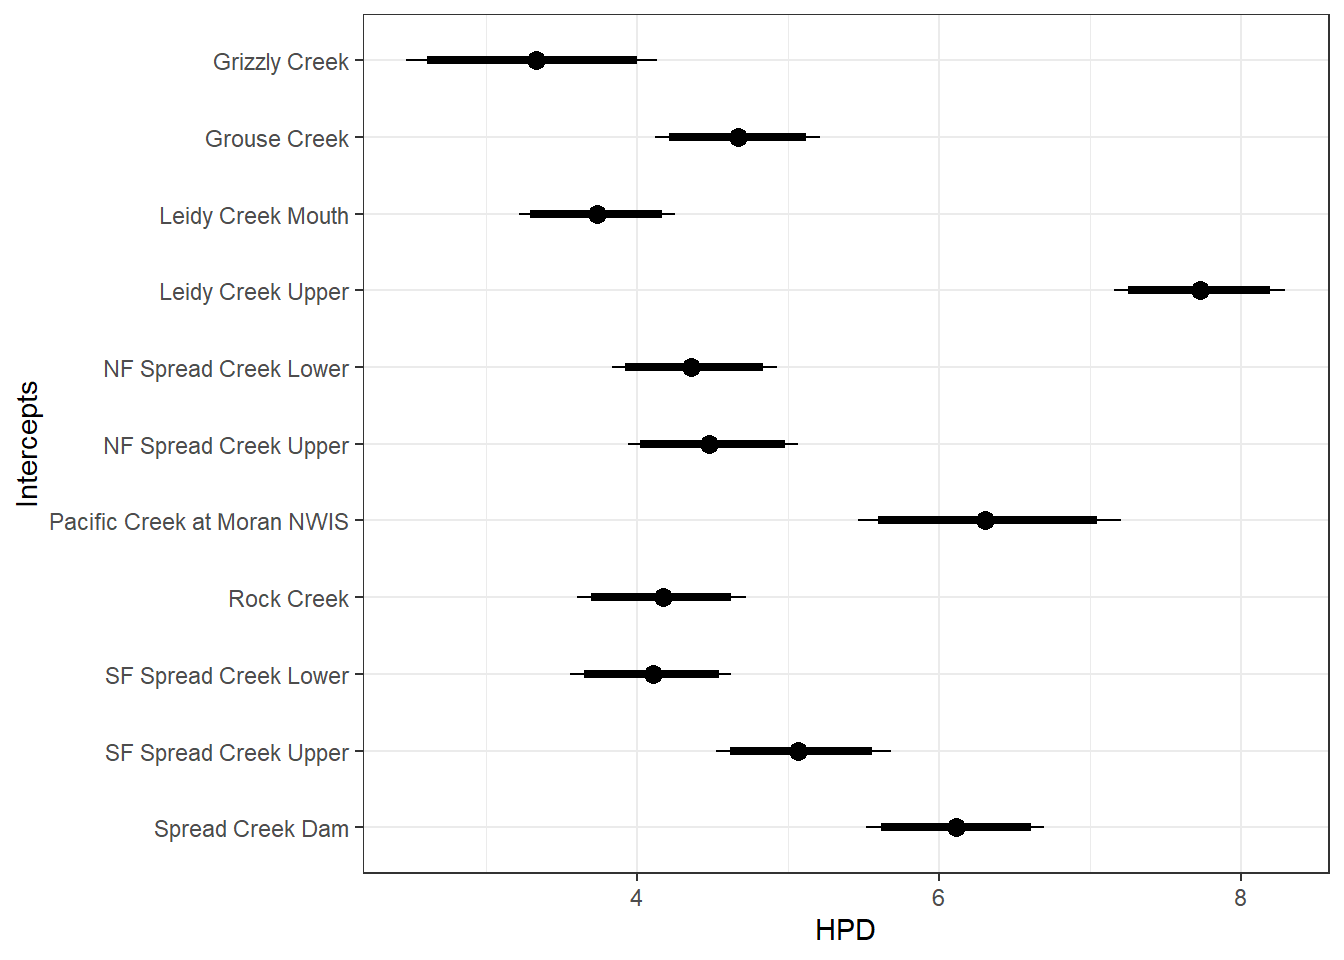 Grizzly Creek
Grouse Creek
Leidy Creek Mouth
Leidy Creek Upper
NF Spread Creek Lower
NF Spread Creek Upper
Pacific Creek at Moran NWIS
Rock Creek
SF Spread Creek Lower
SF Spread Creek Upper
Spread Creek Dam
Intercepts
4 6 8
HPD